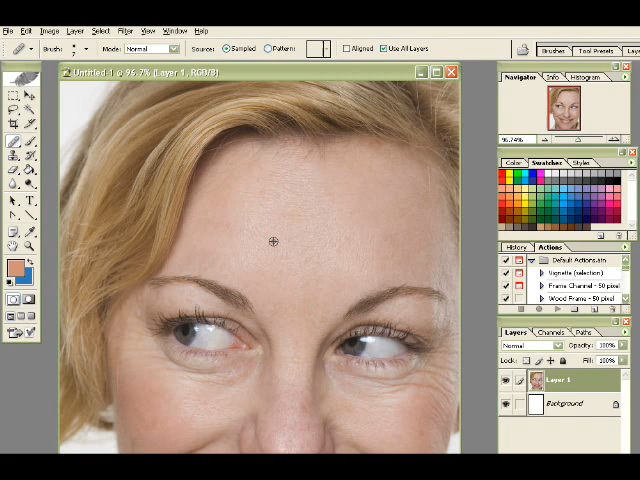 File Edit Image Layer Select Filter View Window Help
Brush: 7 Mode: Normal Source: Sampled Pattern: Aligned Use All Layers Brushes Tool Presets
Untitled-1 @ 96.7% (Layer 1, RGB/8)
Navigator Info Histogram
96.74%
Color Swatches Styles
History Actions
Default Actions.atn
Vignette (selection)
Frame Channel - 50 pixel
Wood Frame - 50 pixel
Layers Channels Paths
Normal Opacity: 100%
Lock: Fill: 100%
Layer 1
Background
T